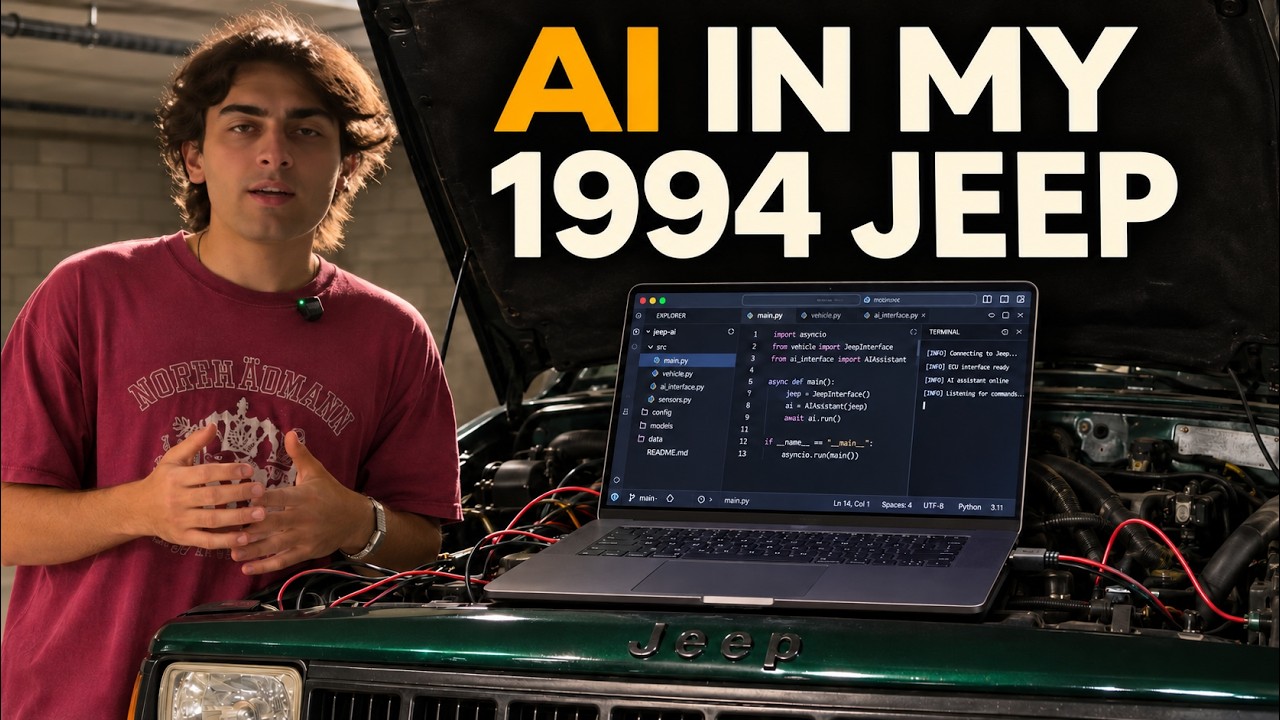 AI IN MY
1994 JEEP
NOPEH ÄDMANN
EXPLORER
jeep-ai
src
main.py
vehicle.py
ai_interface.py
sensors.py
config
models
data
README.md
main.py
vehicle.py
ai_interface.py
1 import asyncio
2 from vehicle import JeepInterface
3 from ai_interface import AIAssistant
4
5 async def main():
jeep = JeepInterface()
8 ai = AIAssistant(jeep)
9 await ai.run()
11
12 if __name__ == "__main__":
13 asyncio.run(main())
TERMINAL
[INFO] Connecting to Jeep...
[INFO] ECU interface ready
[INFO] AI assistant online
[INFO] Listening for commands...
main-
main.py
Ln 14, Col 1
Spaces: 4
UTF-8
Python
3.11
Jeep